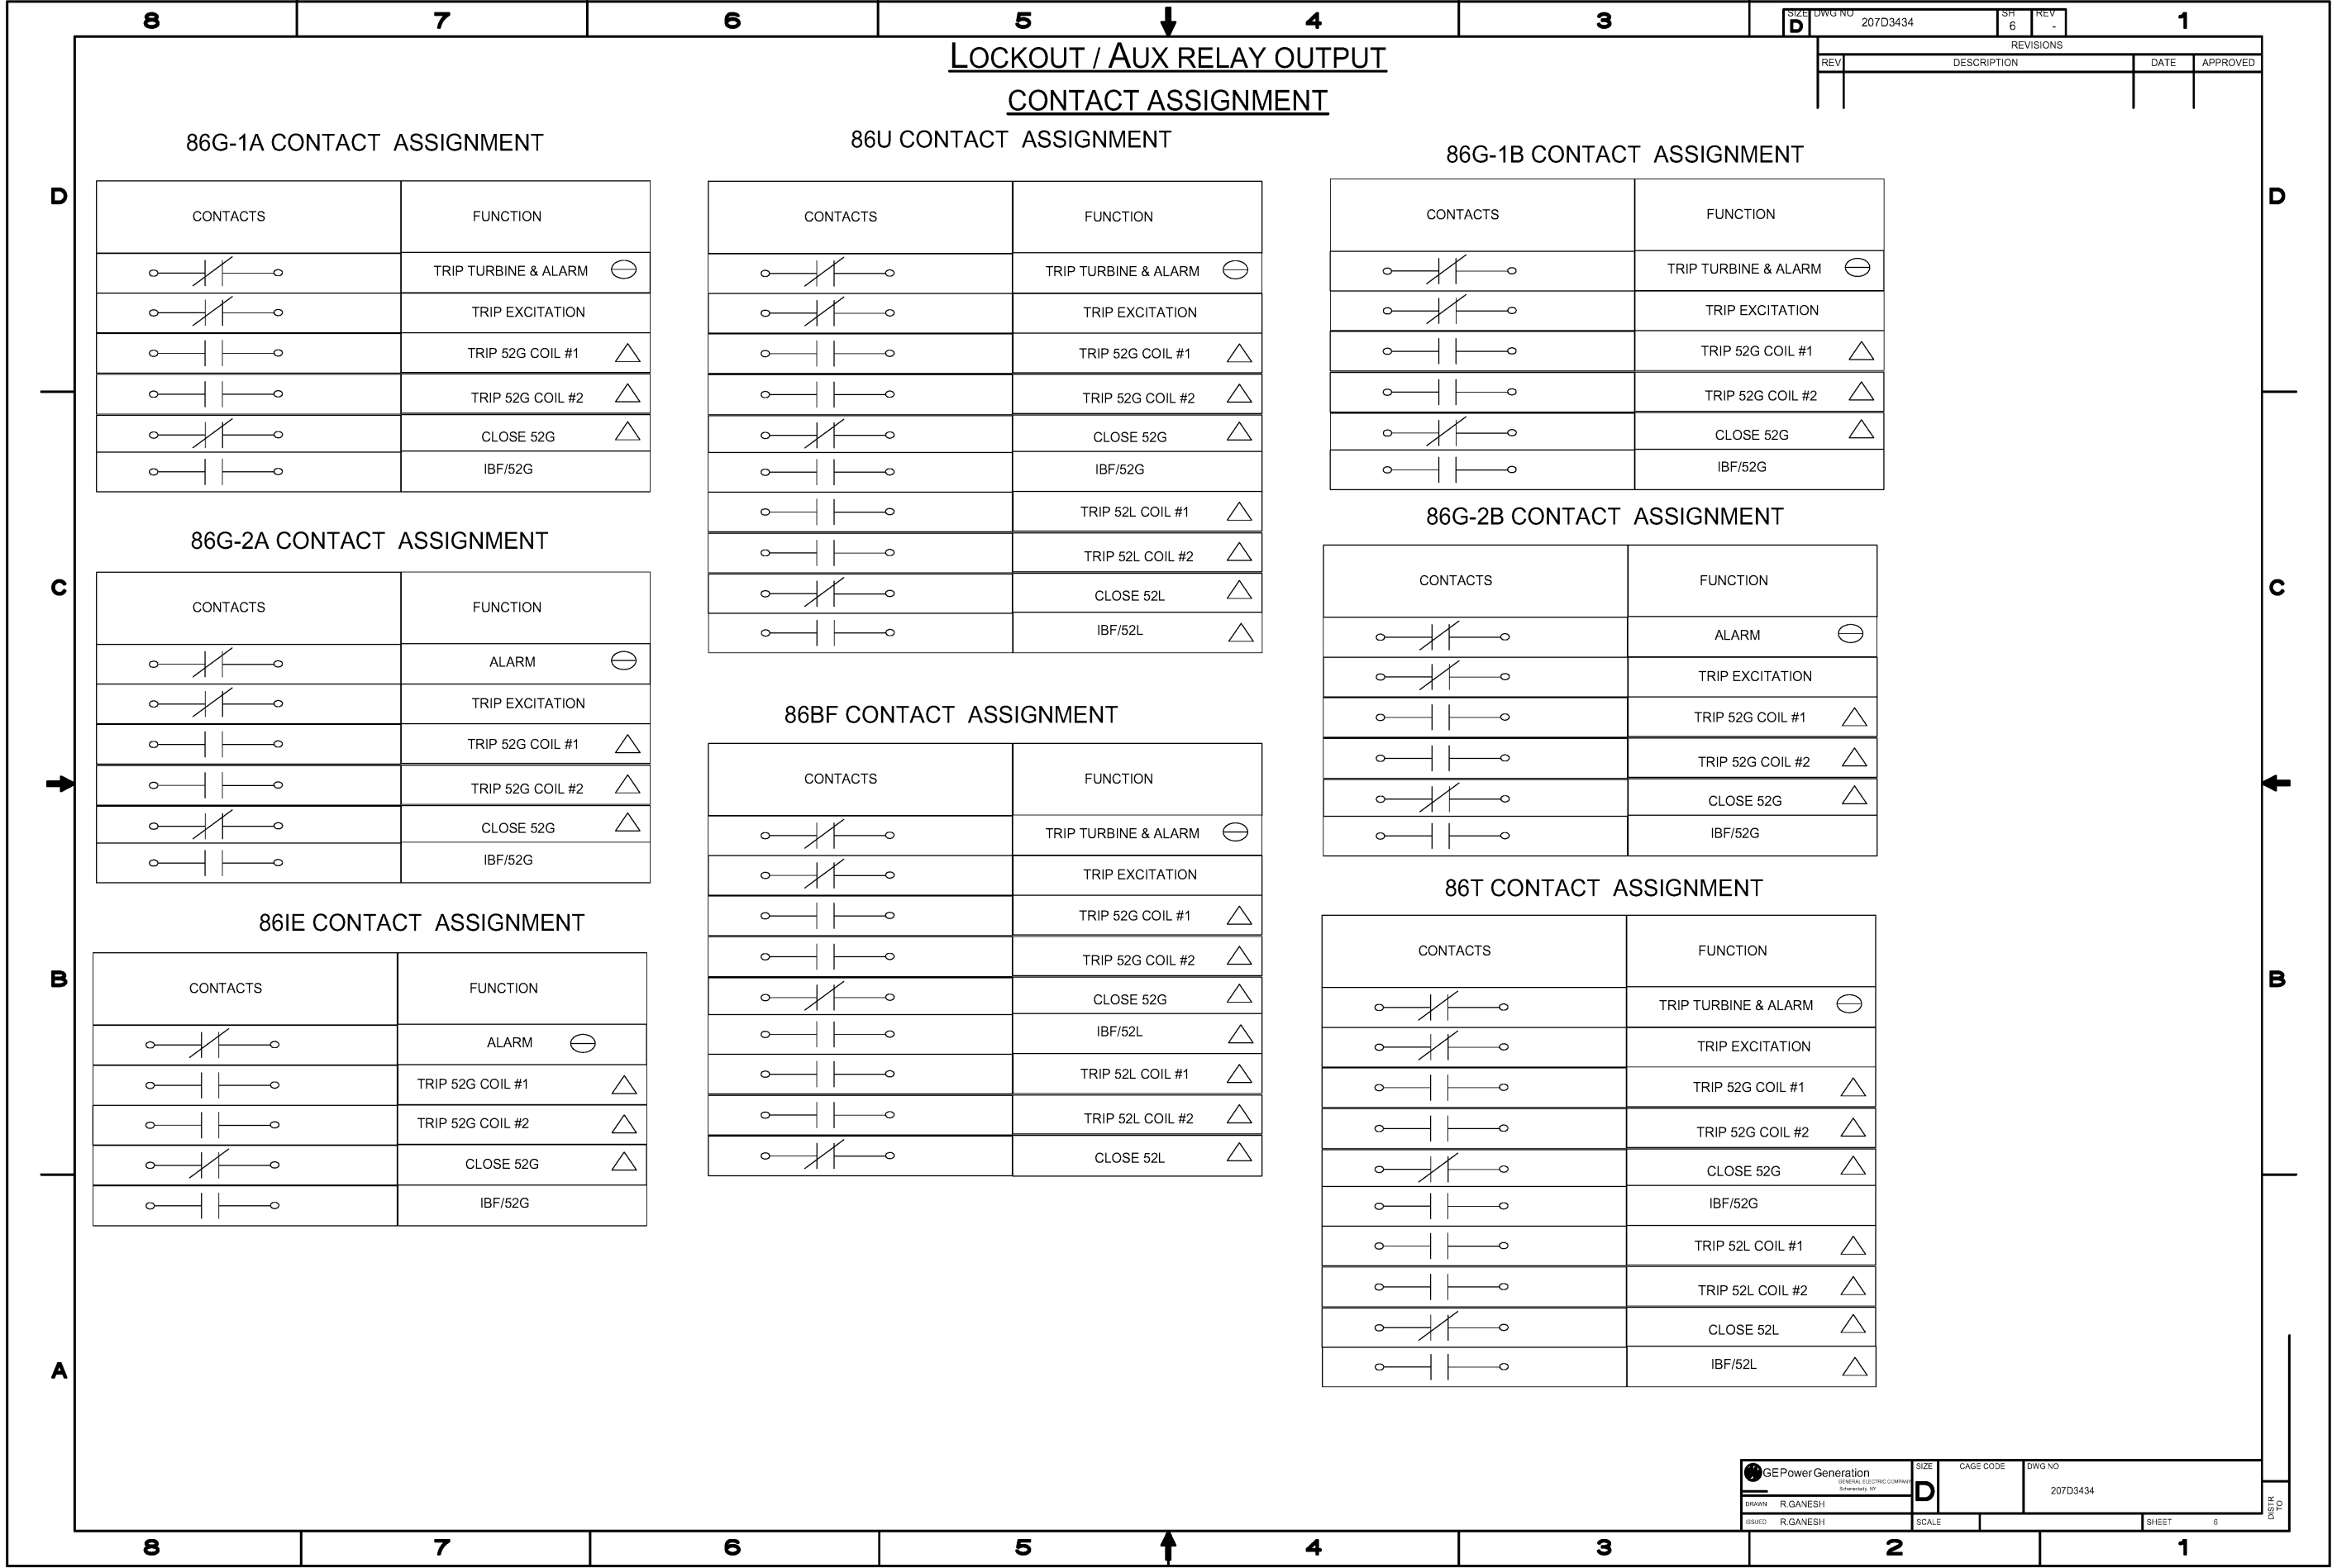 8 7 6 5 4 3 1
SIZE DWG NO SH REV
D 207D3434 6 -
REVISIONS
REV DESCRIPTION DATE APPROVED
LOCKOUT / AUX RELAY OUTPUT
CONTACT ASSIGNMENT
D
C
B
A
86G-1A CONTACT ASSIGNMENT
CONTACTS FUNCTION
TRIP TURBINE & ALARM
TRIP EXCITATION
TRIP 52G COIL #1
TRIP 52G COIL #2
CLOSE 52G
IBF/52G
86G-2A CONTACT ASSIGNMENT
CONTACTS FUNCTION
ALARM
TRIP EXCITATION
TRIP 52G COIL #1
TRIP 52G COIL #2
CLOSE 52G
IBF/52G
86IE CONTACT ASSIGNMENT
CONTACTS FUNCTION
ALARM
TRIP 52G COIL #1
TRIP 52G COIL #2
CLOSE 52G
IBF/52G
86U CONTACT ASSIGNMENT
CONTACTS FUNCTION
TRIP TURBINE & ALARM
TRIP EXCITATION
TRIP 52G COIL #1
TRIP 52G COIL #2
CLOSE 52G
IBF/52G
TRIP 52L COIL #1
TRIP 52L COIL #2
CLOSE 52L
IBF/52L
86BF CONTACT ASSIGNMENT
CONTACTS FUNCTION
TRIP TURBINE & ALARM
TRIP EXCITATION
TRIP 52G COIL #1
TRIP 52G COIL #2
CLOSE 52G
IBF/52L
TRIP 52L COIL #1
TRIP 52L COIL #2
CLOSE 52L
86G-1B CONTACT ASSIGNMENT
CONTACTS FUNCTION
TRIP TURBINE & ALARM
TRIP EXCITATION
TRIP 52G COIL #1
TRIP 52G COIL #2
CLOSE 52G
IBF/52G
86G-2B CONTACT ASSIGNMENT
CONTACTS FUNCTION
ALARM
TRIP EXCITATION
TRIP 52G COIL #1
TRIP 52G COIL #2
CLOSE 52G
IBF/52G
86T CONTACT ASSIGNMENT
CONTACTS FUNCTION
TRIP TURBINE & ALARM
TRIP EXCITATION
TRIP 52G COIL #1
TRIP 52G COIL #2
CLOSE 52G
IBF/52G
TRIP 52L COIL #1
TRIP 52L COIL #2
CLOSE 52L
IBF/52L
D
C
B
GE Power Generation
GENERAL ELECTRIC COMPANY
Schenectady, NY
DRAWN R.GANESH
ISSUED R.GANESH
SIZE CAGE CODE DWG NO
D 207D3434
SCALE SHEET 6
DISTR
TO
8 7 6 5 4 3 2 1